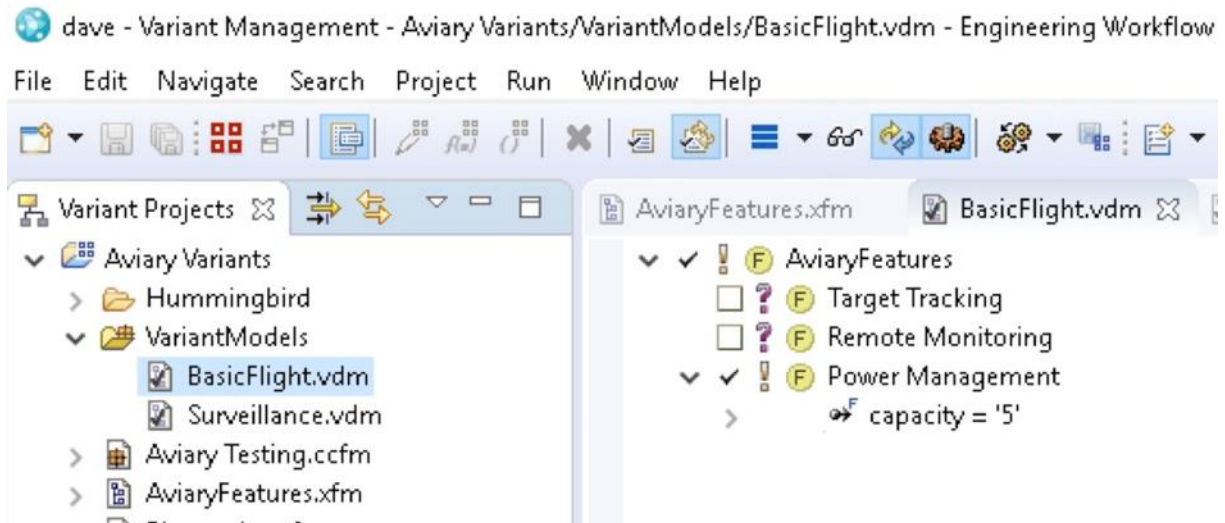 dave - Variant Management - Aviary Variants/VariantModels/BasicFlight.vdm - Engineering Workflow
File Edit Navigate Search Project Run Window Help
Variant Projects
Aviary Variants
Hummingbird
VariantModels
BasicFlight.vdm
Surveillance.vdm
Aviary Testing.ccfm
AviaryFeatures.xfm
AviaryFeatures.xfm BasicFlight.vdm
! F AviaryFeatures
? F Target Tracking
? F Remote Monitoring
! F Power Management
F capacity = '5'